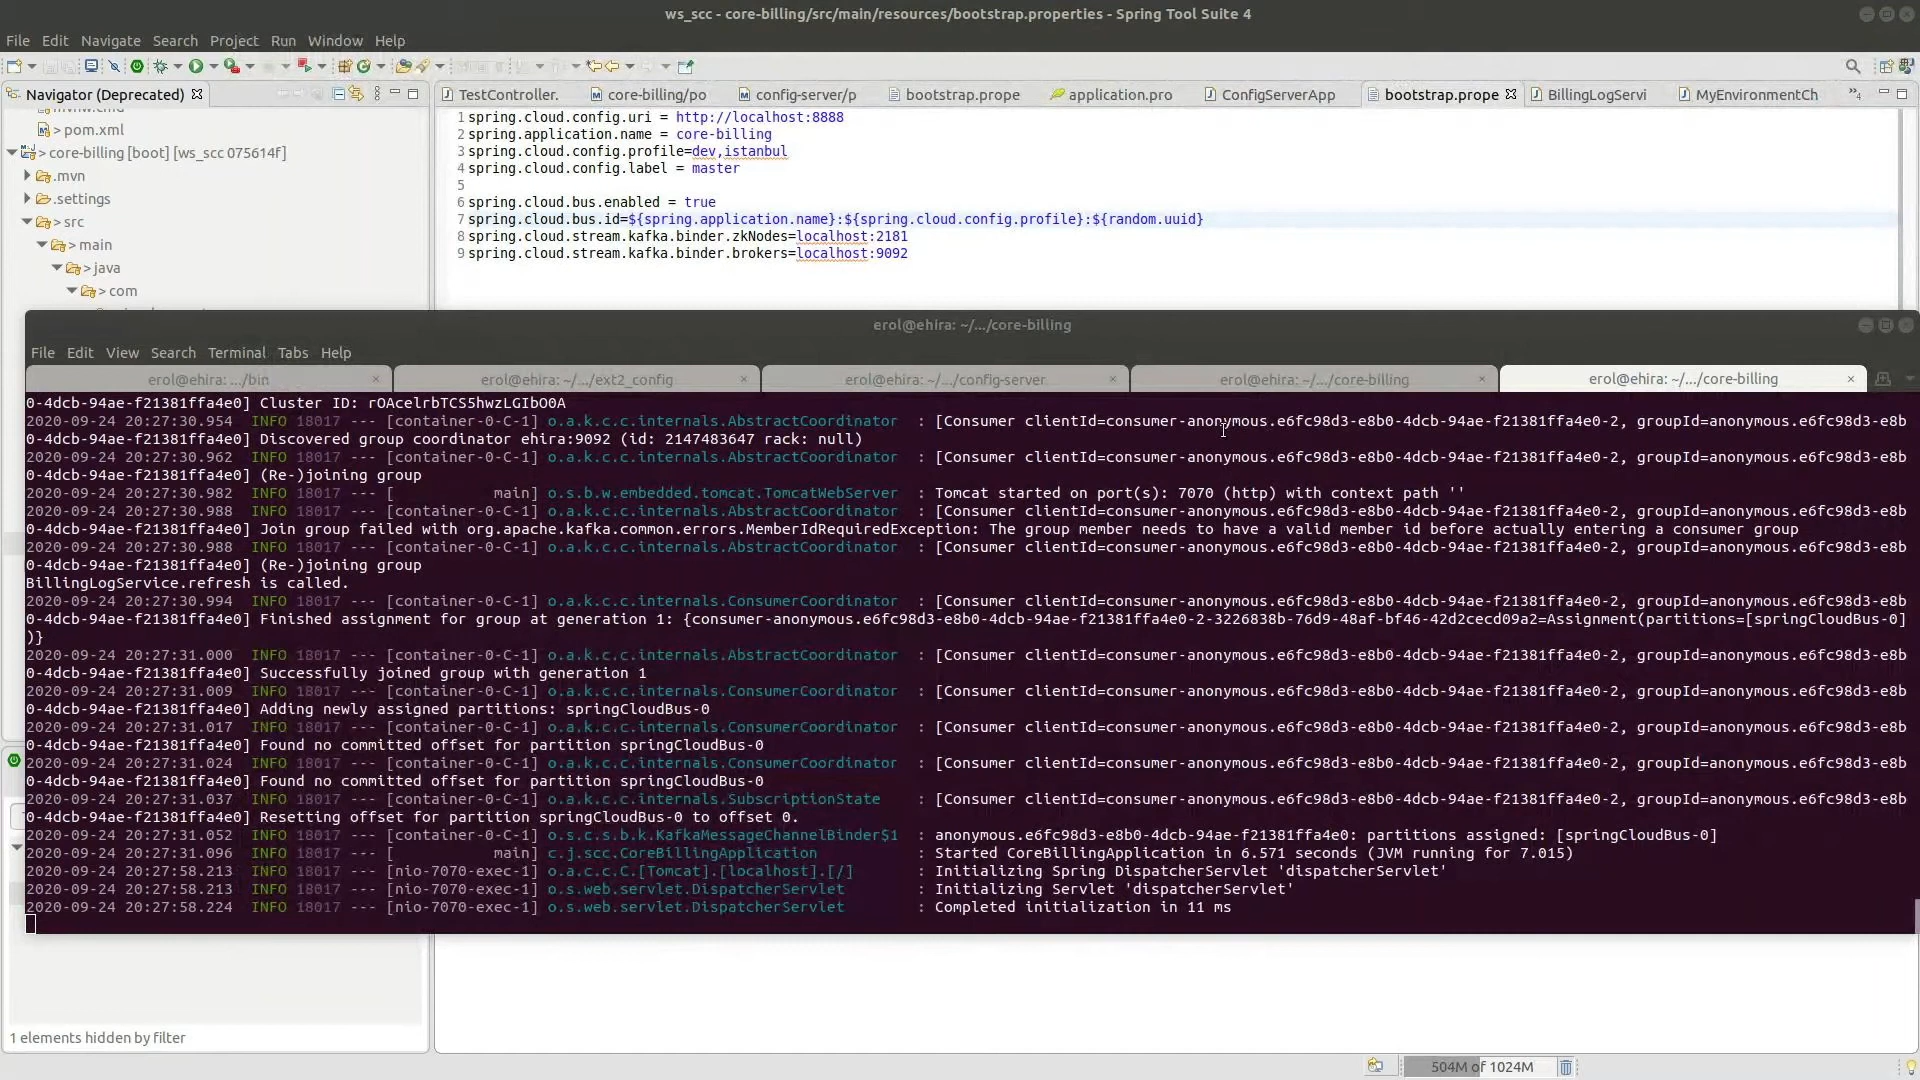 ws_scc - core-billing/src/main/resources/bootstrap.properties - Spring Tool Suite 4
File Edit Navigate Search Project Run Window Help
Navigator (Deprecated)
TestController. core-billing/po config-server/p bootstrap.prope application.pro ConfigServerApp bootstrap.prope BillingLogServi MyEnvironmentCh
> pom.xml
> core-billing [boot] [ws_scc 075614f]
> .mvn
> .settings
> src
> main
> java
> com
1 spring.cloud.config.uri = http://localhost:8888
2 spring.application.name = core-billing
3 spring.cloud.config.profile=dev,istanbul
4 spring.cloud.config.label = master
5
6 spring.cloud.bus.enabled = true
7 spring.cloud.bus.id=${spring.application.name}:${spring.cloud.config.profile}:${random.uuid}
8 spring.cloud.stream.kafka.binder.zkNodes=localhost:2181
9 spring.cloud.stream.kafka.binder.brokers=localhost:9092
erol@ehira: ~/.../core-billing
File Edit View Search Terminal Tabs Help
erol@ehira: .../bin erol@ehira: ~/.../ext2_config erol@ehira: ~/.../config-server erol@ehira: ~/.../core-billing erol@ehira: ~/.../core-billing
0-4dcb-94ae-f21381ffa4e0] Cluster ID: rOAcelrbTCS5hwzLGIbO0A
2020-09-24 20:27:30.954 INFO 18017 --- [container-0-C-1] o.a.k.c.c.internals.AbstractCoordinator : [Consumer clientId=consumer-anonymous.e6fc98d3-e8b0-4dcb-94ae-f21381ffa4e0-2, groupId=anonymous.e6fc98d3-e8b
0-4dcb-94ae-f21381ffa4e0] Discovered group coordinator ehira:9092 (id: 2147483647 rack: null)
2020-09-24 20:27:30.962 INFO 18017 --- [container-0-C-1] o.a.k.c.c.internals.AbstractCoordinator : [Consumer clientId=consumer-anonymous.e6fc98d3-e8b0-4dcb-94ae-f21381ffa4e0-2, groupId=anonymous.e6fc98d3-e8b
0-4dcb-94ae-f21381ffa4e0] (Re-)joining group
2020-09-24 20:27:30.982 INFO 18017 --- [ main] o.s.b.w.embedded.tomcat.TomcatWebServer : Tomcat started on port(s): 7070 (http) with context path ''
2020-09-24 20:27:30.988 INFO 18017 --- [container-0-C-1] o.a.k.c.c.internals.AbstractCoordinator : [Consumer clientId=consumer-anonymous.e6fc98d3-e8b0-4dcb-94ae-f21381ffa4e0-2, groupId=anonymous.e6fc98d3-e8b
0-4dcb-94ae-f21381ffa4e0] Join group failed with org.apache.kafka.common.errors.MemberIdRequiredException: The group member needs to have a valid member id before actually entering a consumer group
2020-09-24 20:27:30.988 INFO 18017 --- [container-0-C-1] o.a.k.c.c.internals.AbstractCoordinator : [Consumer clientId=consumer-anonymous.e6fc98d3-e8b0-4dcb-94ae-f21381ffa4e0-2, groupId=anonymous.e6fc98d3-e8b
0-4dcb-94ae-f21381ffa4e0] (Re-)joining group
BillingLogService.refresh is called.
2020-09-24 20:27:30.994 INFO 18017 --- [container-0-C-1] o.a.k.c.c.internals.ConsumerCoordinator : [Consumer clientId=consumer-anonymous.e6fc98d3-e8b0-4dcb-94ae-f21381ffa4e0-2, groupId=anonymous.e6fc98d3-e8b
0-4dcb-94ae-f21381ffa4e0] Finished assignment for group at generation 1: {consumer-anonymous.e6fc98d3-e8b0-4dcb-94ae-f21381ffa4e0-2-3226838b-76d9-48af-bf46-42d2cecd09a2=Assignment(partitions=[springCloudBus-0]
)}
2020-09-24 20:27:31.000 INFO 18017 --- [container-0-C-1] o.a.k.c.c.internals.AbstractCoordinator : [Consumer clientId=consumer-anonymous.e6fc98d3-e8b0-4dcb-94ae-f21381ffa4e0-2, groupId=anonymous.e6fc98d3-e8b
0-4dcb-94ae-f21381ffa4e0] Successfully joined group with generation 1
2020-09-24 20:27:31.009 INFO 18017 --- [container-0-C-1] o.a.k.c.c.internals.ConsumerCoordinator : [Consumer clientId=consumer-anonymous.e6fc98d3-e8b0-4dcb-94ae-f21381ffa4e0-2, groupId=anonymous.e6fc98d3-e8b
0-4dcb-94ae-f21381ffa4e0] Adding newly assigned partitions: springCloudBus-0
2020-09-24 20:27:31.017 INFO 18017 --- [container-0-C-1] o.a.k.c.c.internals.ConsumerCoordinator : [Consumer clientId=consumer-anonymous.e6fc98d3-e8b0-4dcb-94ae-f21381ffa4e0-2, groupId=anonymous.e6fc98d3-e8b
0-4dcb-94ae-f21381ffa4e0] Found no committed offset for partition springCloudBus-0
2020-09-24 20:27:31.024 INFO 18017 --- [container-0-C-1] o.a.k.c.c.internals.ConsumerCoordinator : [Consumer clientId=consumer-anonymous.e6fc98d3-e8b0-4dcb-94ae-f21381ffa4e0-2, groupId=anonymous.e6fc98d3-e8b
0-4dcb-94ae-f21381ffa4e0] Found no committed offset for partition springCloudBus-0
2020-09-24 20:27:31.037 INFO 18017 --- [container-0-C-1] o.a.k.c.c.internals.SubscriptionState : [Consumer clientId=consumer-anonymous.e6fc98d3-e8b0-4dcb-94ae-f21381ffa4e0-2, groupId=anonymous.e6fc98d3-e8b
0-4dcb-94ae-f21381ffa4e0] Resetting offset for partition springCloudBus-0 to offset 0.
2020-09-24 20:27:31.052 INFO 18017 --- [container-0-C-1] o.s.c.s.b.k.KafkaMessageChannelBinder$1 : anonymous.e6fc98d3-e8b0-4dcb-94ae-f21381ffa4e0: partitions assigned: [springCloudBus-0]
2020-09-24 20:27:31.096 INFO 18017 --- [ main] c.j.scc.CoreBillingApplication : Started CoreBillingApplication in 6.571 seconds (JVM running for 7.015)
2020-09-24 20:27:58.213 INFO 18017 --- [nio-7070-exec-1] o.a.c.c.C.[Tomcat].[localhost].[/] : Initializing Spring DispatcherServlet 'dispatcherServlet'
2020-09-24 20:27:58.213 INFO 18017 --- [nio-7070-exec-1] o.s.web.servlet.DispatcherServlet : Initializing Servlet 'dispatcherServlet'
2020-09-24 20:27:58.224 INFO 18017 --- [nio-7070-exec-1] o.s.web.servlet.DispatcherServlet : Completed initialization in 11 ms
1 elements hidden by filter
504M of 1024M